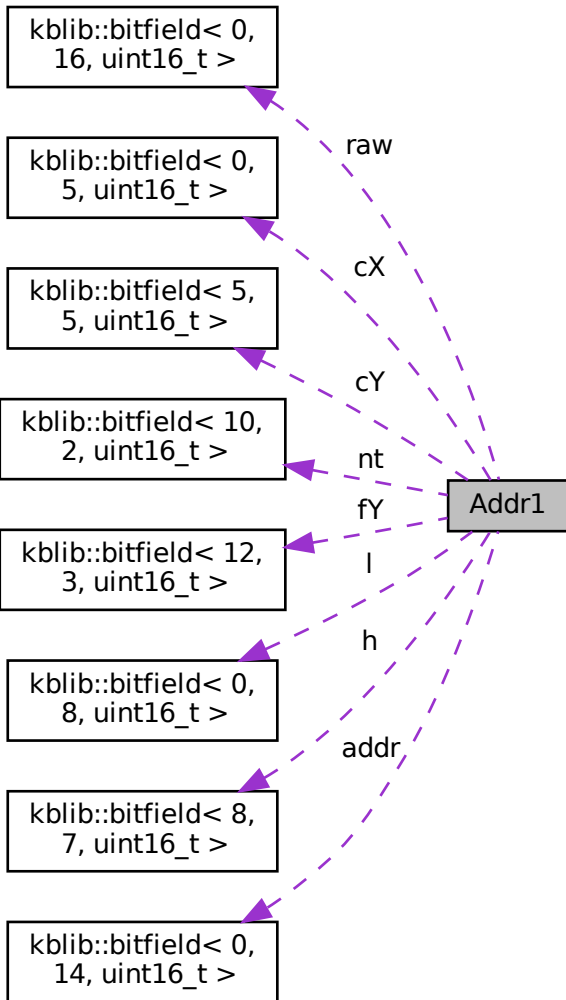 kblib::bitfield< 0,
16, uint16_t >
raw
kblib::bitfield< 0,
5, uint16_t >
cX
kblib::bitfield< 5,
5, uint16_t >
cY
kblib::bitfield< 10,
2, uint16_t >
nt
Addr1
fY
kblib::bitfield< 12,
3, uint16_t >
l
h
kblib::bitfield< 0,
8, uint16_t >
addr
kblib::bitfield< 8,
7, uint16_t >
kblib::bitfield< 0,
14, uint16_t >